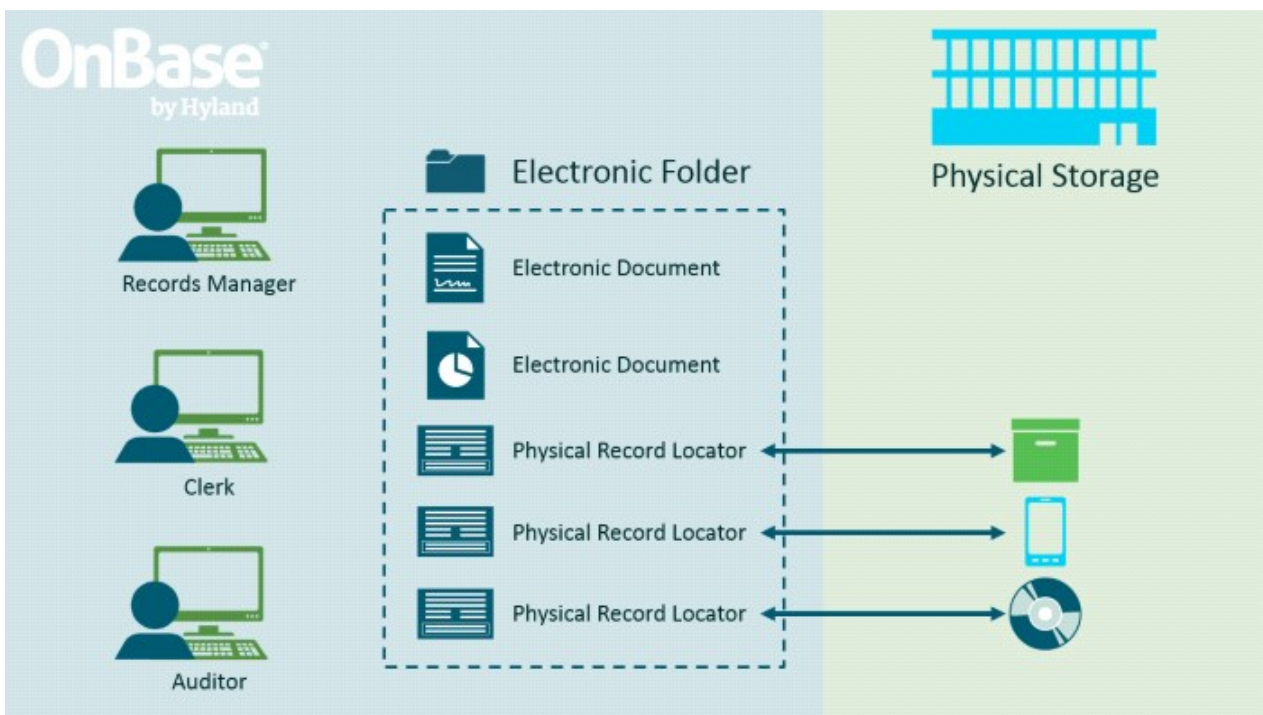 OnBase®
by Hyland
Electronic Folder
Physical Storage
Records Manager
Electronic Document
Electronic Document
Physical Record Locator
Clerk
Physical Record Locator
Physical Record Locator
Auditor